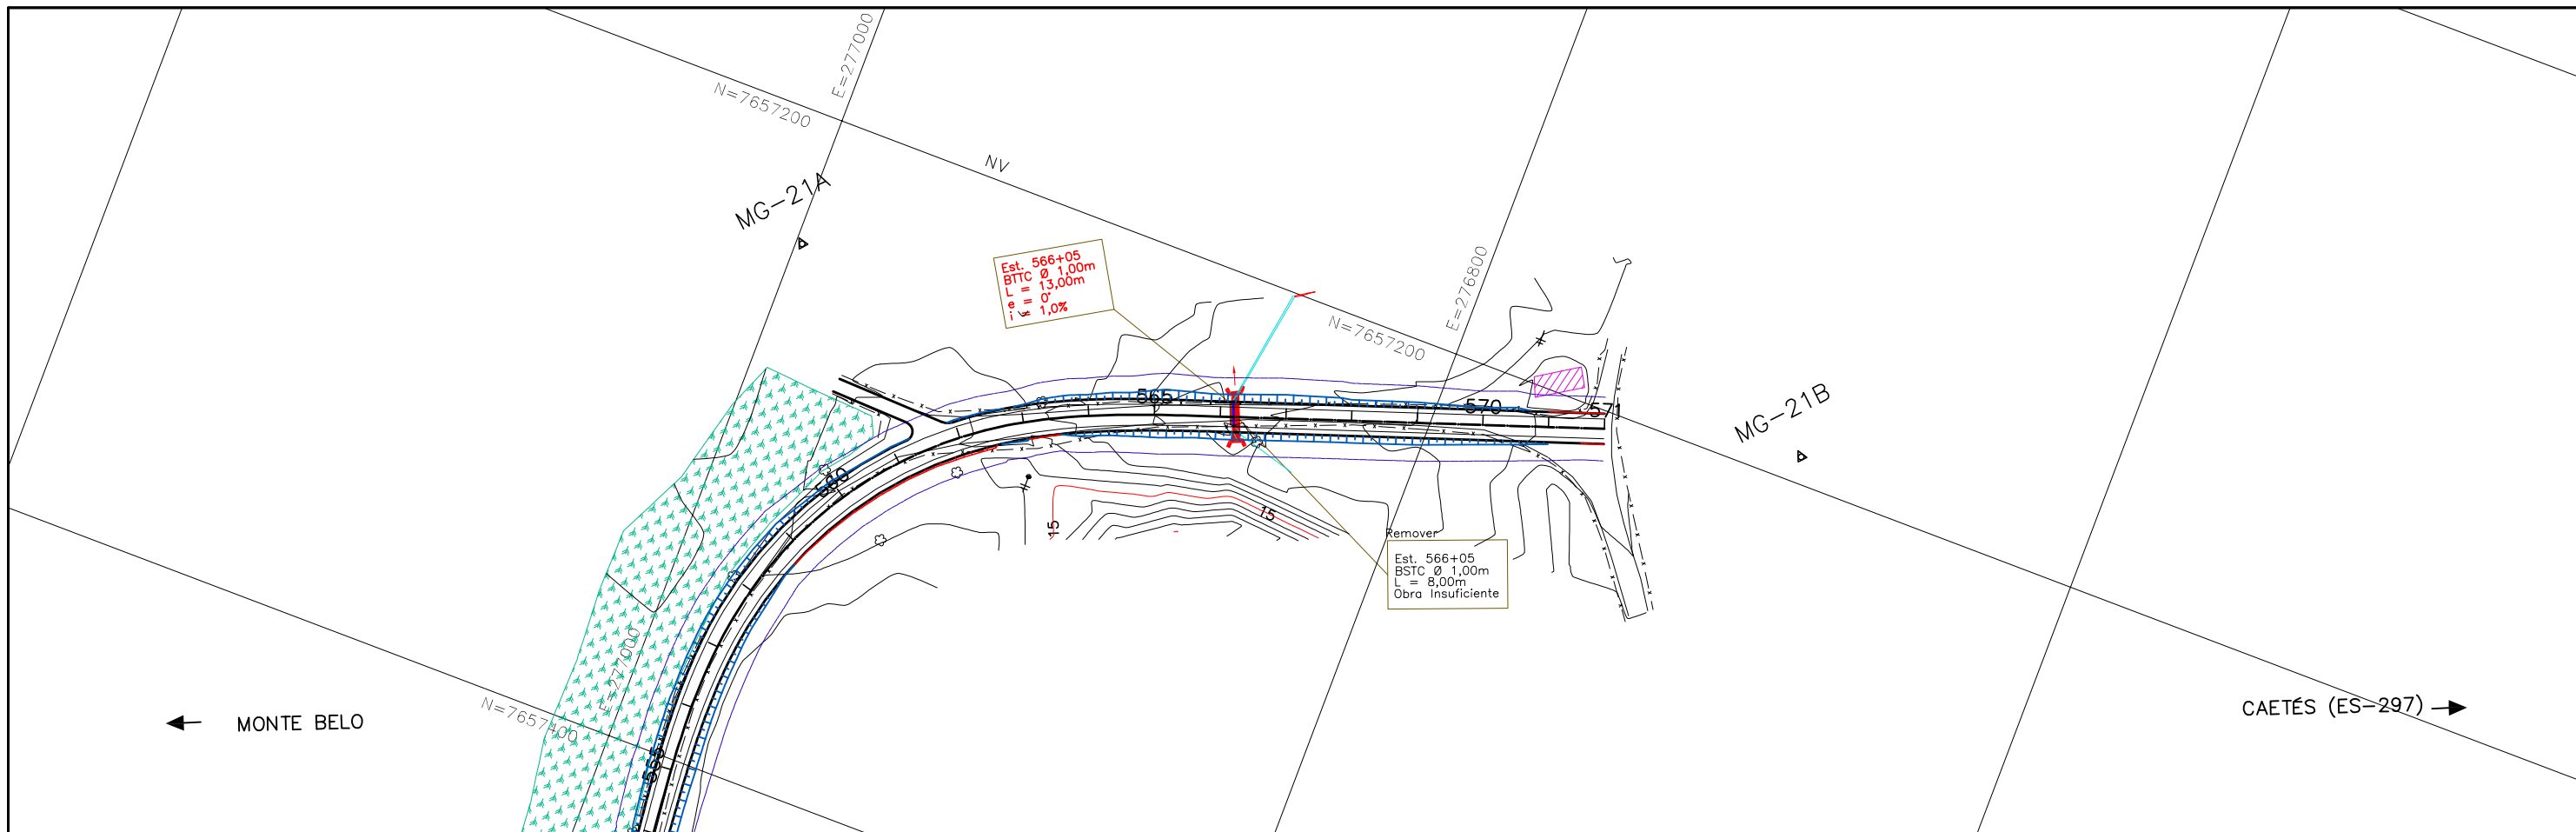 E=277000
N=7657200
NV
MG-21A
Est. 566+05
BTTC Ø 1,00m
L = 13,00m
e = 0°
i = 1,0%
E=276800
N=7657200
565
570
571
MG-21B
560
15
15
Remover
Est. 566+05
BSTC Ø 1,00m
L = 8,00m
Obra Insuficiente
E=277000
N=7657400
MONTE BELO
CAETÉS (ES-297)
555